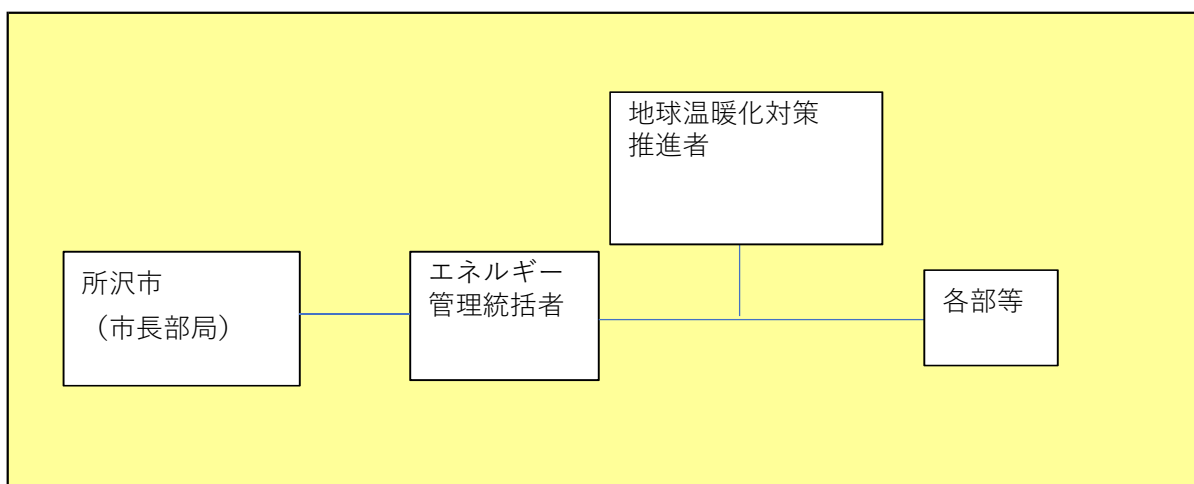 地球温暖化対策
推進者
所沢市
（市長部局）
エネルギー
管理統括者
各部等